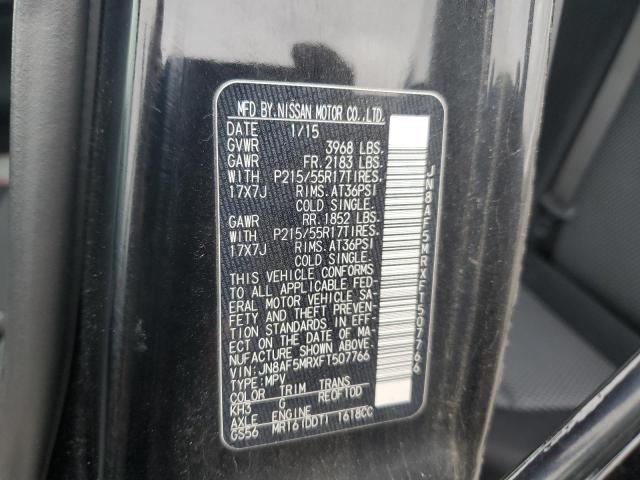 MFD BY.NISSAN MOTOR CO.,LTD.
DATE 1/15
GVWR 3968 LBS.
GAWR FR.2183 LBS.
WITH P215/55R17TIRES.
17X7J RIMS.AT36PSI
COLD SINGLE.
GAWR RR.1852 LBS.
WITH P215/55R17TIRES.
17X7J RIMS.AT36PSI
COLD SINGLE.
THIS VEHICLE CONFORMS
TO ALL APPLICABLE FED-
ERAL MOTOR VEHICLE SA-
FETY AND THEFT PREVEN-
TION STANDARDS IN EFF-
ECT ON THE DATE OF MA-
NUFACTURE SHOWN ABOVE.
VIN:JN8AF5MRXFT507766
TYPE:MPV
COLOR TRIM TRANS
KH3 G RE0F10D
AXLE ENGINE
GS56 MR16(DDT) 1618CC
JN8AF5MRXFT507766